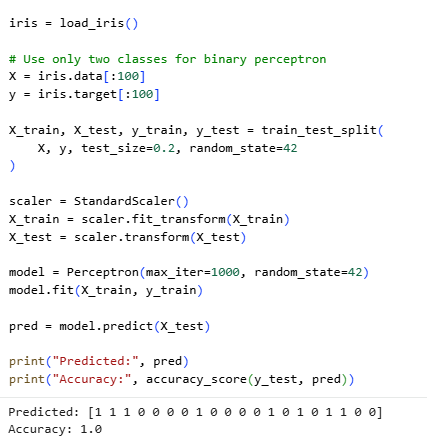 iris = load_iris()
# Use only two classes for binary perceptron
X = iris.data[:100]
y = iris.target[:100]
X_train, X_test, y_train, y_test = train_test_split(
    X, y, test_size=0.2, random_state=42
)
scaler = StandardScaler()
X_train = scaler.fit_transform(X_train)
X_test = scaler.transform(X_test)
model = Perceptron(max_iter=1000, random_state=42)
model.fit(X_train, y_train)
pred = model.predict(X_test)
print("Predicted:", pred)
print("Accuracy:", accuracy_score(y_test, pred))
Predicted: [1 1 1 0 0 0 0 1 0 0 0 0 1 0 1 0 1 1 0 0]
Accuracy: 1.0